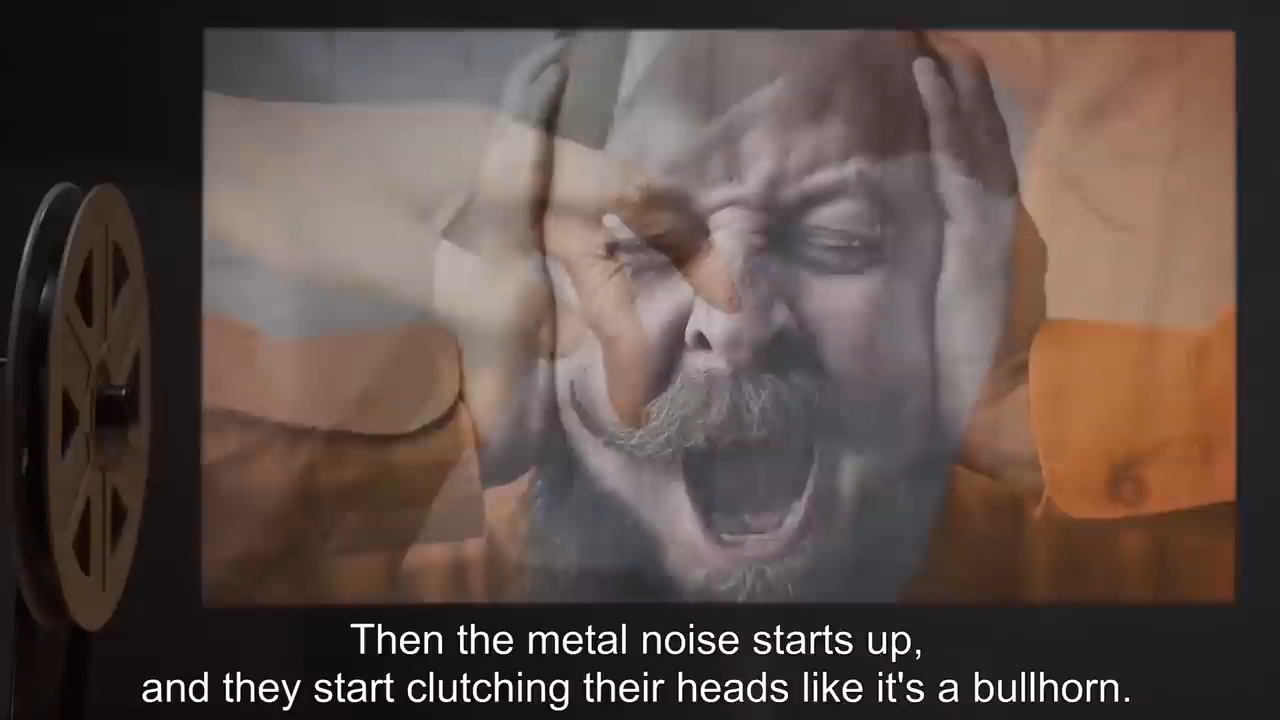 Then the metal noise starts up,
and they start clutching their heads like it's a bullhorn.